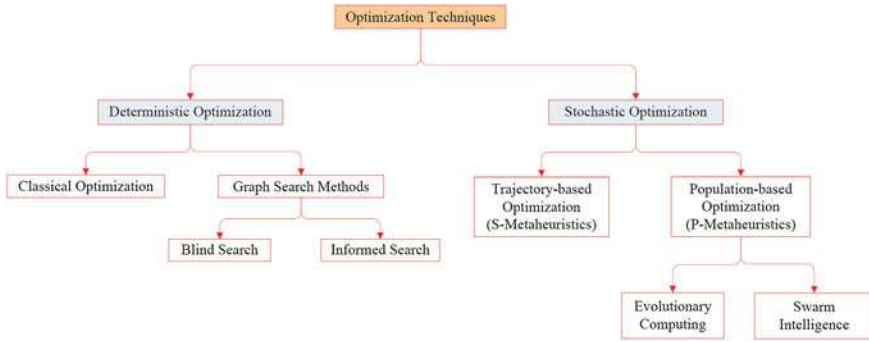 Optimization Techniques
Deterministic Optimization
Stochastic Optimization
Classical Optimization
Graph Search Methods
Trajectory-based
Optimization
(S-Metaheuristics)
Population-based
Optimization
(P-Metaheuristics)
Blind Search
Informed Search
Evolutionary
Computing
Swarm
Intelligence